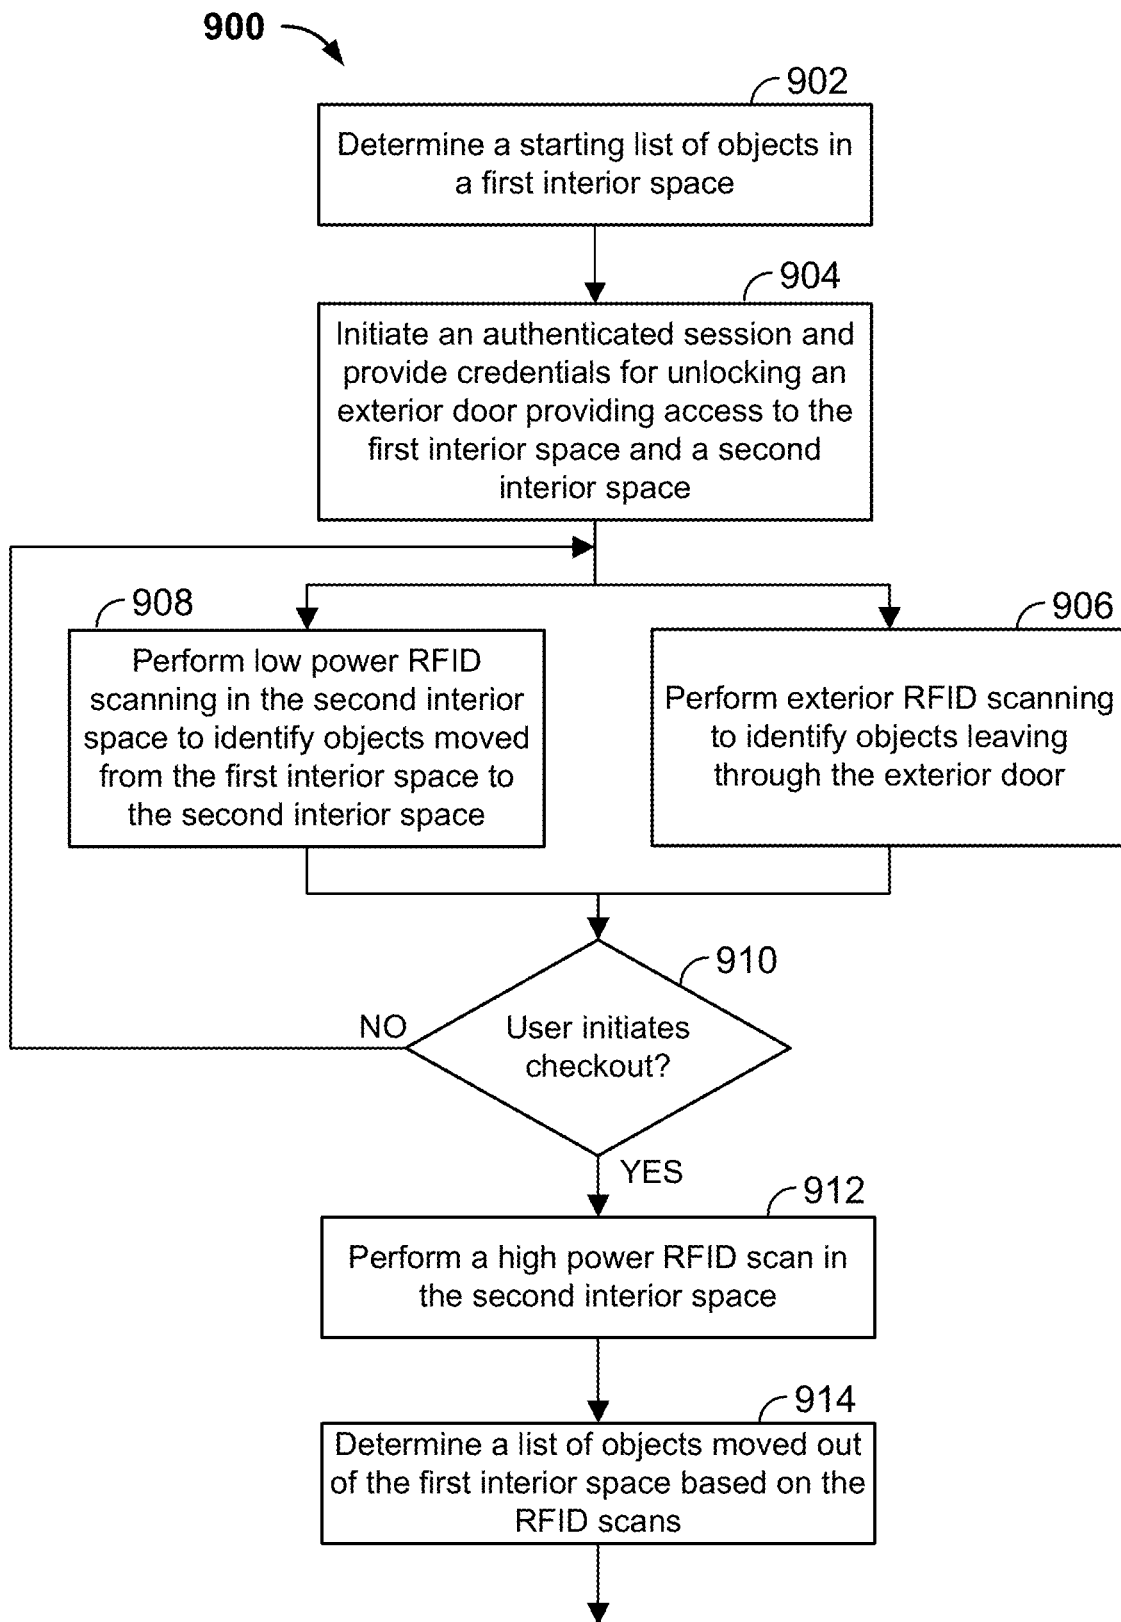 900
902
Determine a starting list of objects in
a first interior space
904
Initiate an authenticated session and
provide credentials for unlocking an
exterior door providing access to the
first interior space and a second
interior space
908
Perform low power RFID
scanning in the second interior
space to identify objects moved
from the first interior space to
the second interior space
906
Perform exterior RFID scanning
to identify objects leaving
through the exterior door
910
User initiates
checkout?
NO
YES
912
Perform a high power RFID scan in
the second interior space
914
Determine a list of objects moved out
of the first interior space based on the
RFID scans